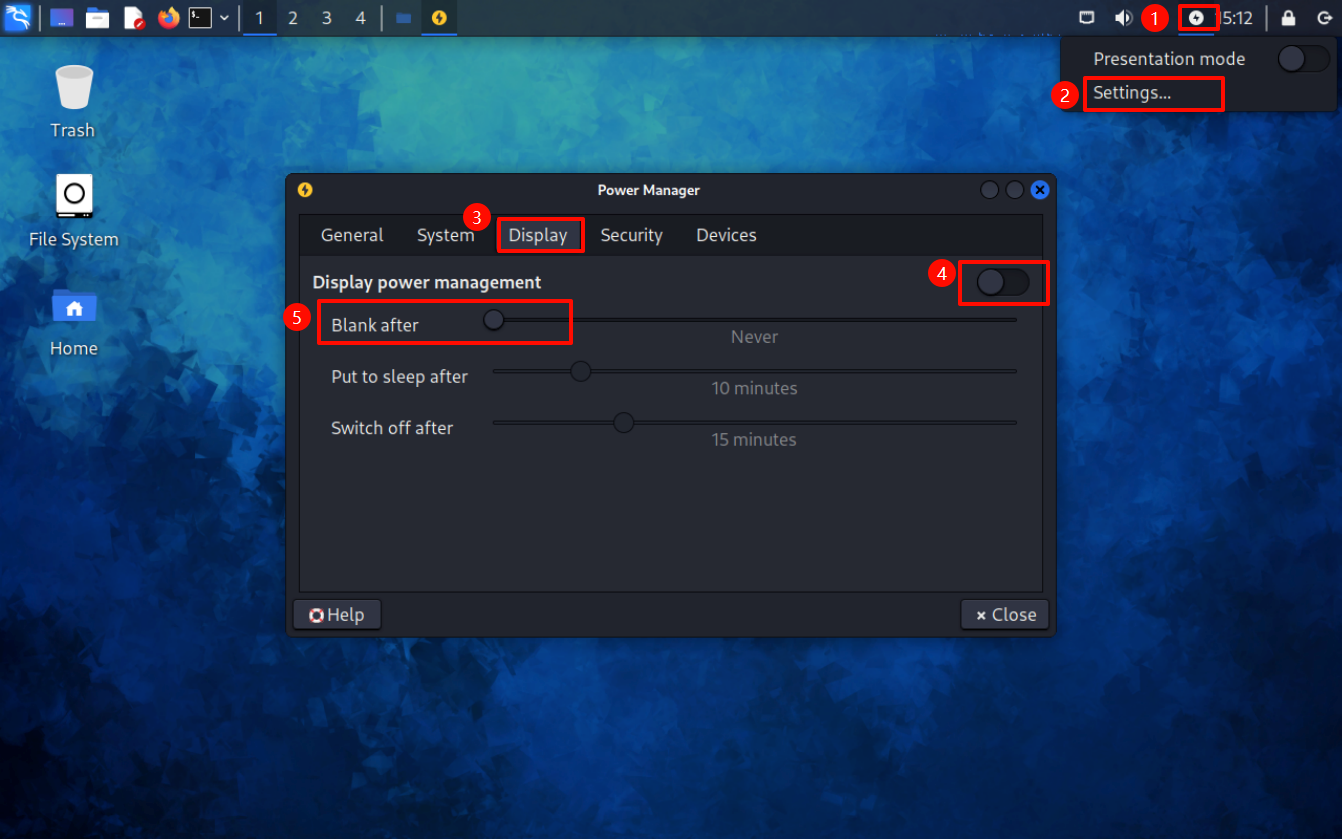 1 2 3 4
1
15:12
Presentation mode
2
Settings...
Trash
File System
Home
Power Manager
3
General System Display Security Devices
4
Display power management
5
Blank after
Never
Put to sleep after
10 minutes
Switch off after
15 minutes
Help
Close